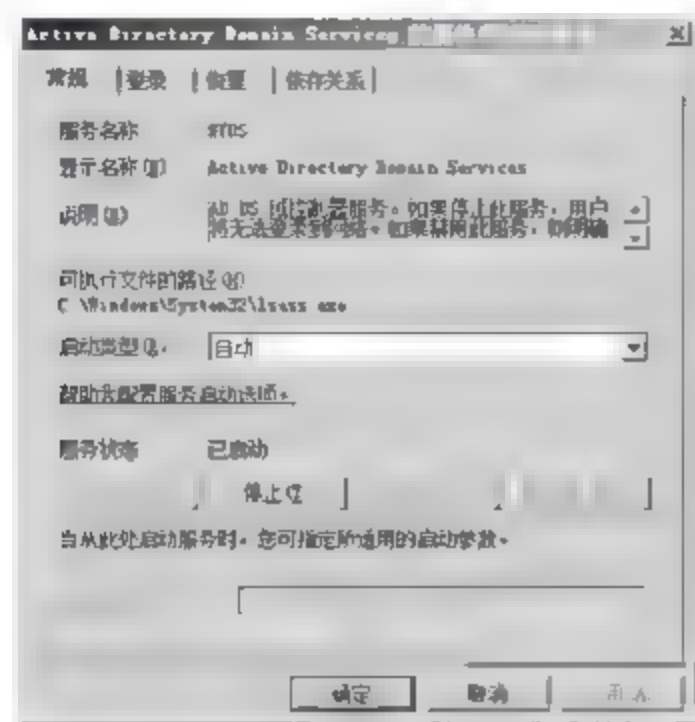 Active Directory Domain Services
常规 登录 恢复 依存关系
服务名称 NTDS
显示名称(N) Active Directory Domain Services
说明(D) AD DS 域控制器服务。如果停止此服务，用户
将无法登录到网络。如果禁用此服务，则明确
可执行文件的路径(H)
C \Windows\System32\lsass exe
启动类型(E) 自动
帮助我配置服务启动选项。
服务状态 已启动
停止(T)
当从此处启动服务时，您可指定所适用的启动参数。
确定 取消